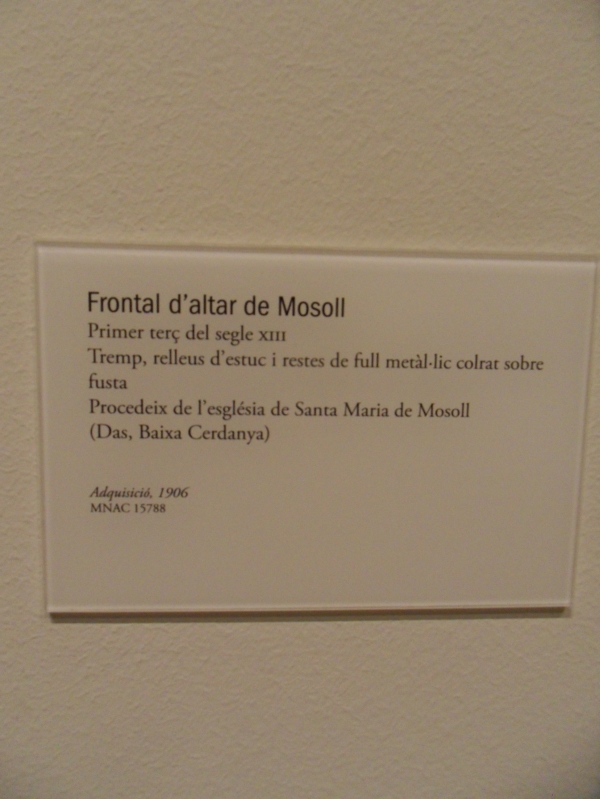 Frontal d'altar de Mosoll
Primer terç del segle XIII
Tremp, relleus d'estuc i restes de full metàl·lic colrat sobre
fusta
Procedeix de l'església de Santa Maria de Mosoll
(Das, Baixa Cerdanya)
Adquisició, 1906
MNAC 15788